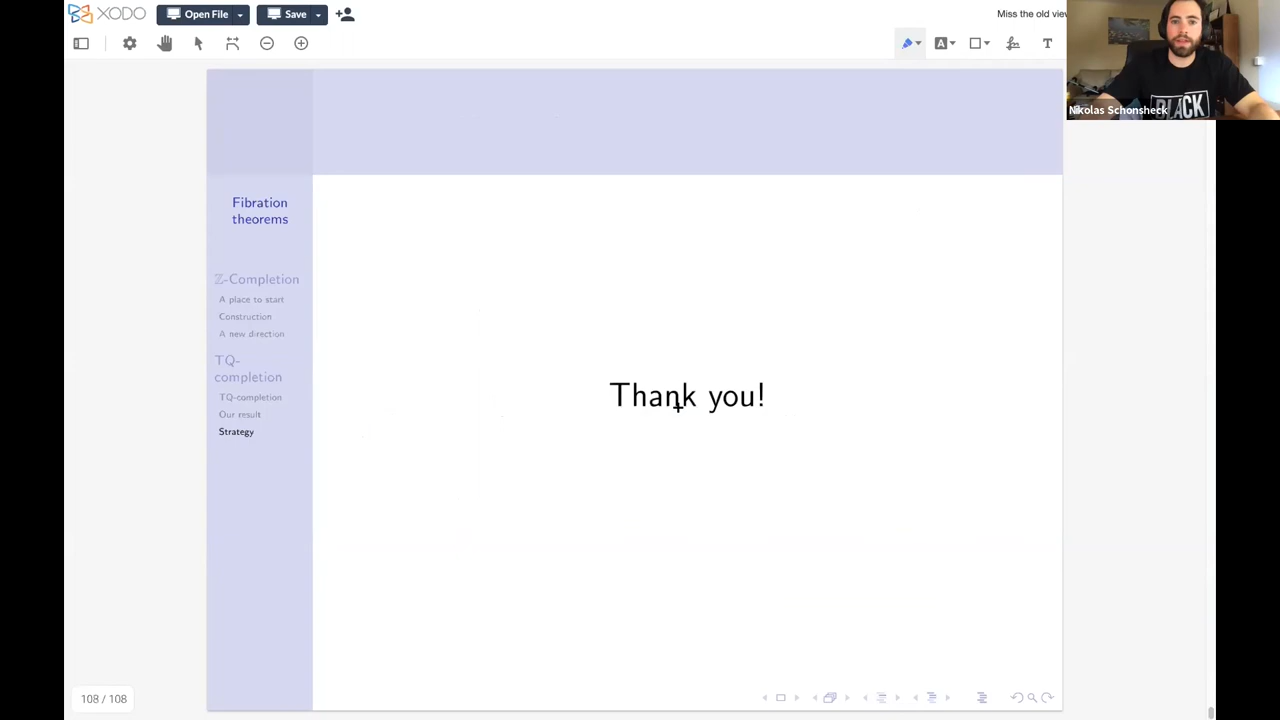 XODO
Open File
Save
Miss the old view
Nikolas Schonsheck
BLACK
Fibration
theorems
ℤ-Completion
A place to start
Construction
A new direction
TQ-
completion
TQ-completion
Our result
Strategy
Thank you!
108 / 108